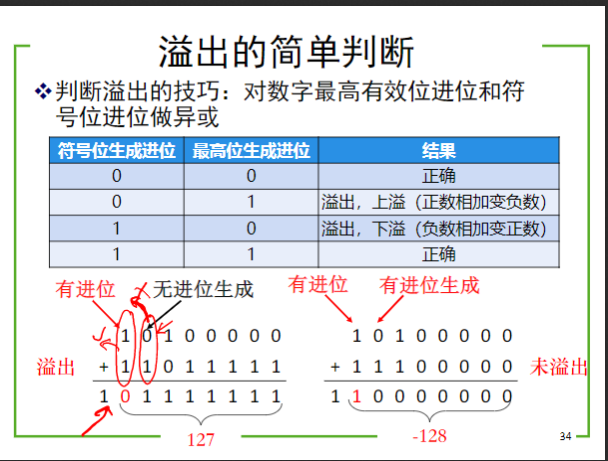 溢出的简单判断
判断溢出的技巧：对数字最高有效位进位和符
号位进位做异或
符号位生成进位 最高位生成进位 结果
0 0 正确
0 1 溢出，上溢（正数相加变负数）
1 0 溢出，下溢（负数相加变正数）
1 1 正确
有进位 无进位生成 有进位 有进位生成
1 0 1 0 0 0 0 0 1 0 1 0 0 0 0 0
溢出 + 1 1 0 1 1 1 1 1 + 1 1 1 0 0 0 0 0 未溢出
1 0 1 1 1 1 1 1 1 1 1 0 0 0 0 0 0 0
127 -128
34